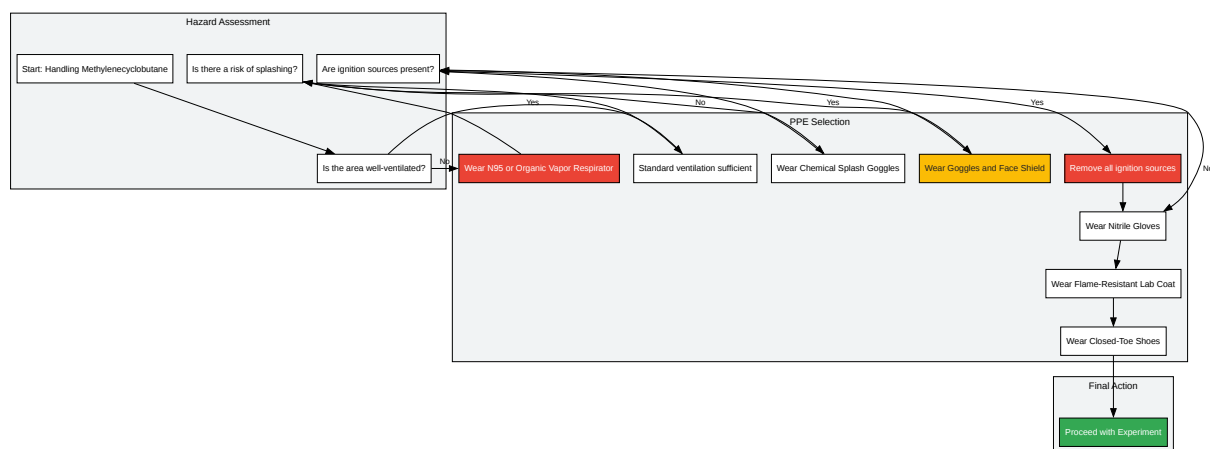 Hazard Assessment
Start: Handling Methylenecyclobutane
Is there a risk of splashing?
Are ignition sources present?
Yes
No
Yes
Yes
PPE Selection
Is the area well-ventilated?
No
Wear N95 or Organic Vapor Respirator
Standard ventilation sufficient
Wear Chemical Splash Goggles
Wear Goggles and Face Shield
Remove all ignition sources
Wear Nitrile Gloves
Wear Flame-Resistant Lab Coat
Wear Closed-Toe Shoes
Final Action
Proceed with Experiment